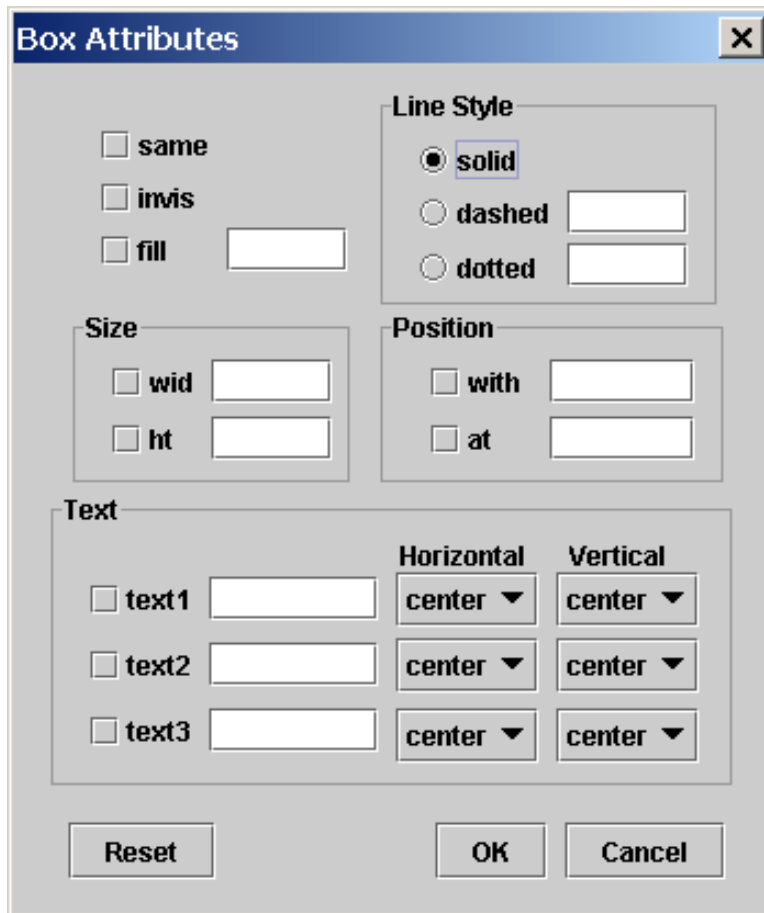 Box Attributes
same
invis
fill
Line Style
solid
dashed
dotted
Size
wid
ht
Position
with
at
Text
Horizontal Vertical
text1 center center
text2 center center
text3 center center
Reset OK Cancel